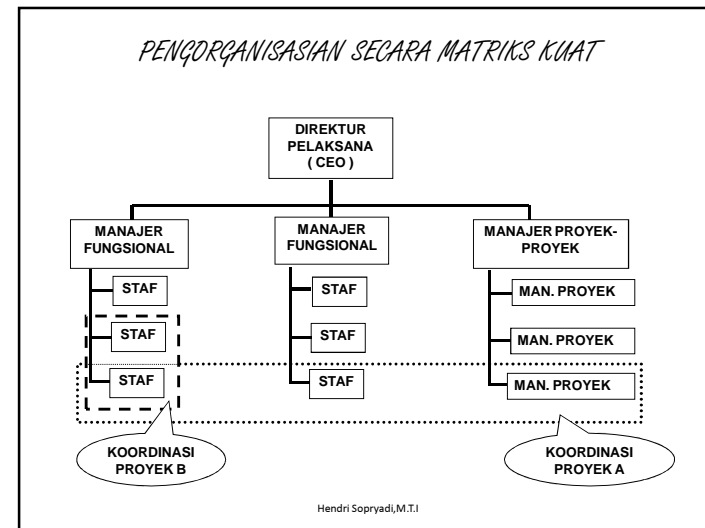 PENGORGANISASIAN SECARA MATRIKS KUAT
DIREKTUR
PELAKSANA
( CEO )
MANAJER
FUNGSIONAL
MANAJER
FUNGSIONAL
MANAJER PROYEK-
PROYEK
STAF
STAF
MAN. PROYEK
STAF
STAF
MAN. PROYEK
STAF
STAF
MAN. PROYEK
KOORDINASI
PROYEK B
KOORDINASI
PROYEK A
Hendri Sopryadi,M.T.I